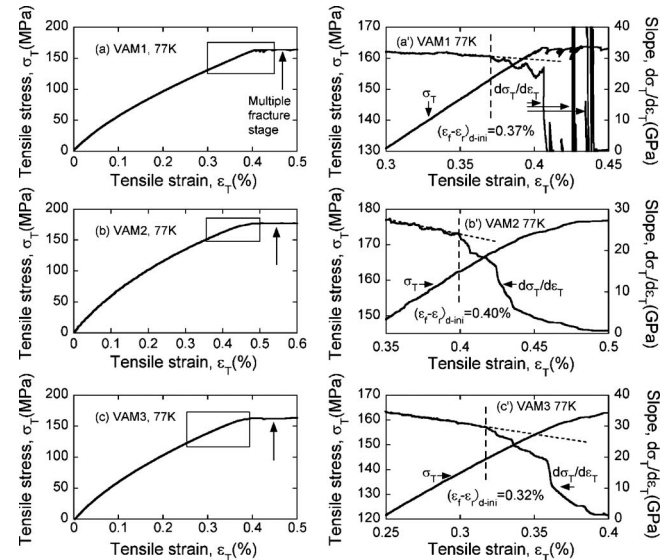 Tensile stress, σT(MPa)
200
150
100
50
0
(a) VAM1, 77K
Multiple
fracture
stage
0 0.1 0.2 0.3 0.4 0.5 0.6
Tensile strain, εT(%)
Tensile stress, σT(MPa)
170
160
150
140
130
(a') VAM1 77K
σT
dσT/dεT
(εf-εr)d-ini=0.37%
40
30
20
10
0
Slope, dσT/dεT(GPa)
0.3 0.35 0.4 0.45
Tensile strain, εT(%)
Tensile stress, σT(MPa)
200
150
100
50
0
(b) VAM2, 77K
0 0.1 0.2 0.3 0.4 0.5 0.6
Tensile strain, εT(%)
Tensile stress, σT(MPa)
180
170
160
150
(b') VAM2 77K
σT
dσT/dεT
(εf-εr)d-ini=0.40%
30
20
10
0
Slope, dσT/dεT(GPa)
0.35 0.4 0.45 0.5
Tensile strain, εT(%)
Tensile stress, σT(MPa)
200
150
100
50
0
(c) VAM3, 77K
0 0.1 0.2 0.3 0.4 0.5 0.6
Tensile strain, εT(%)
Tensile stress, σT(MPa)
170
160
150
140
130
120
(c') VAM3 77K
σT
dσT/dεT
(εf-εr)d-ini=0.32%
40
30
20
10
0
Slope, dσT/dεT(GPa)
0.25 0.3 0.35 0.4
Tensile strain, εT(%)